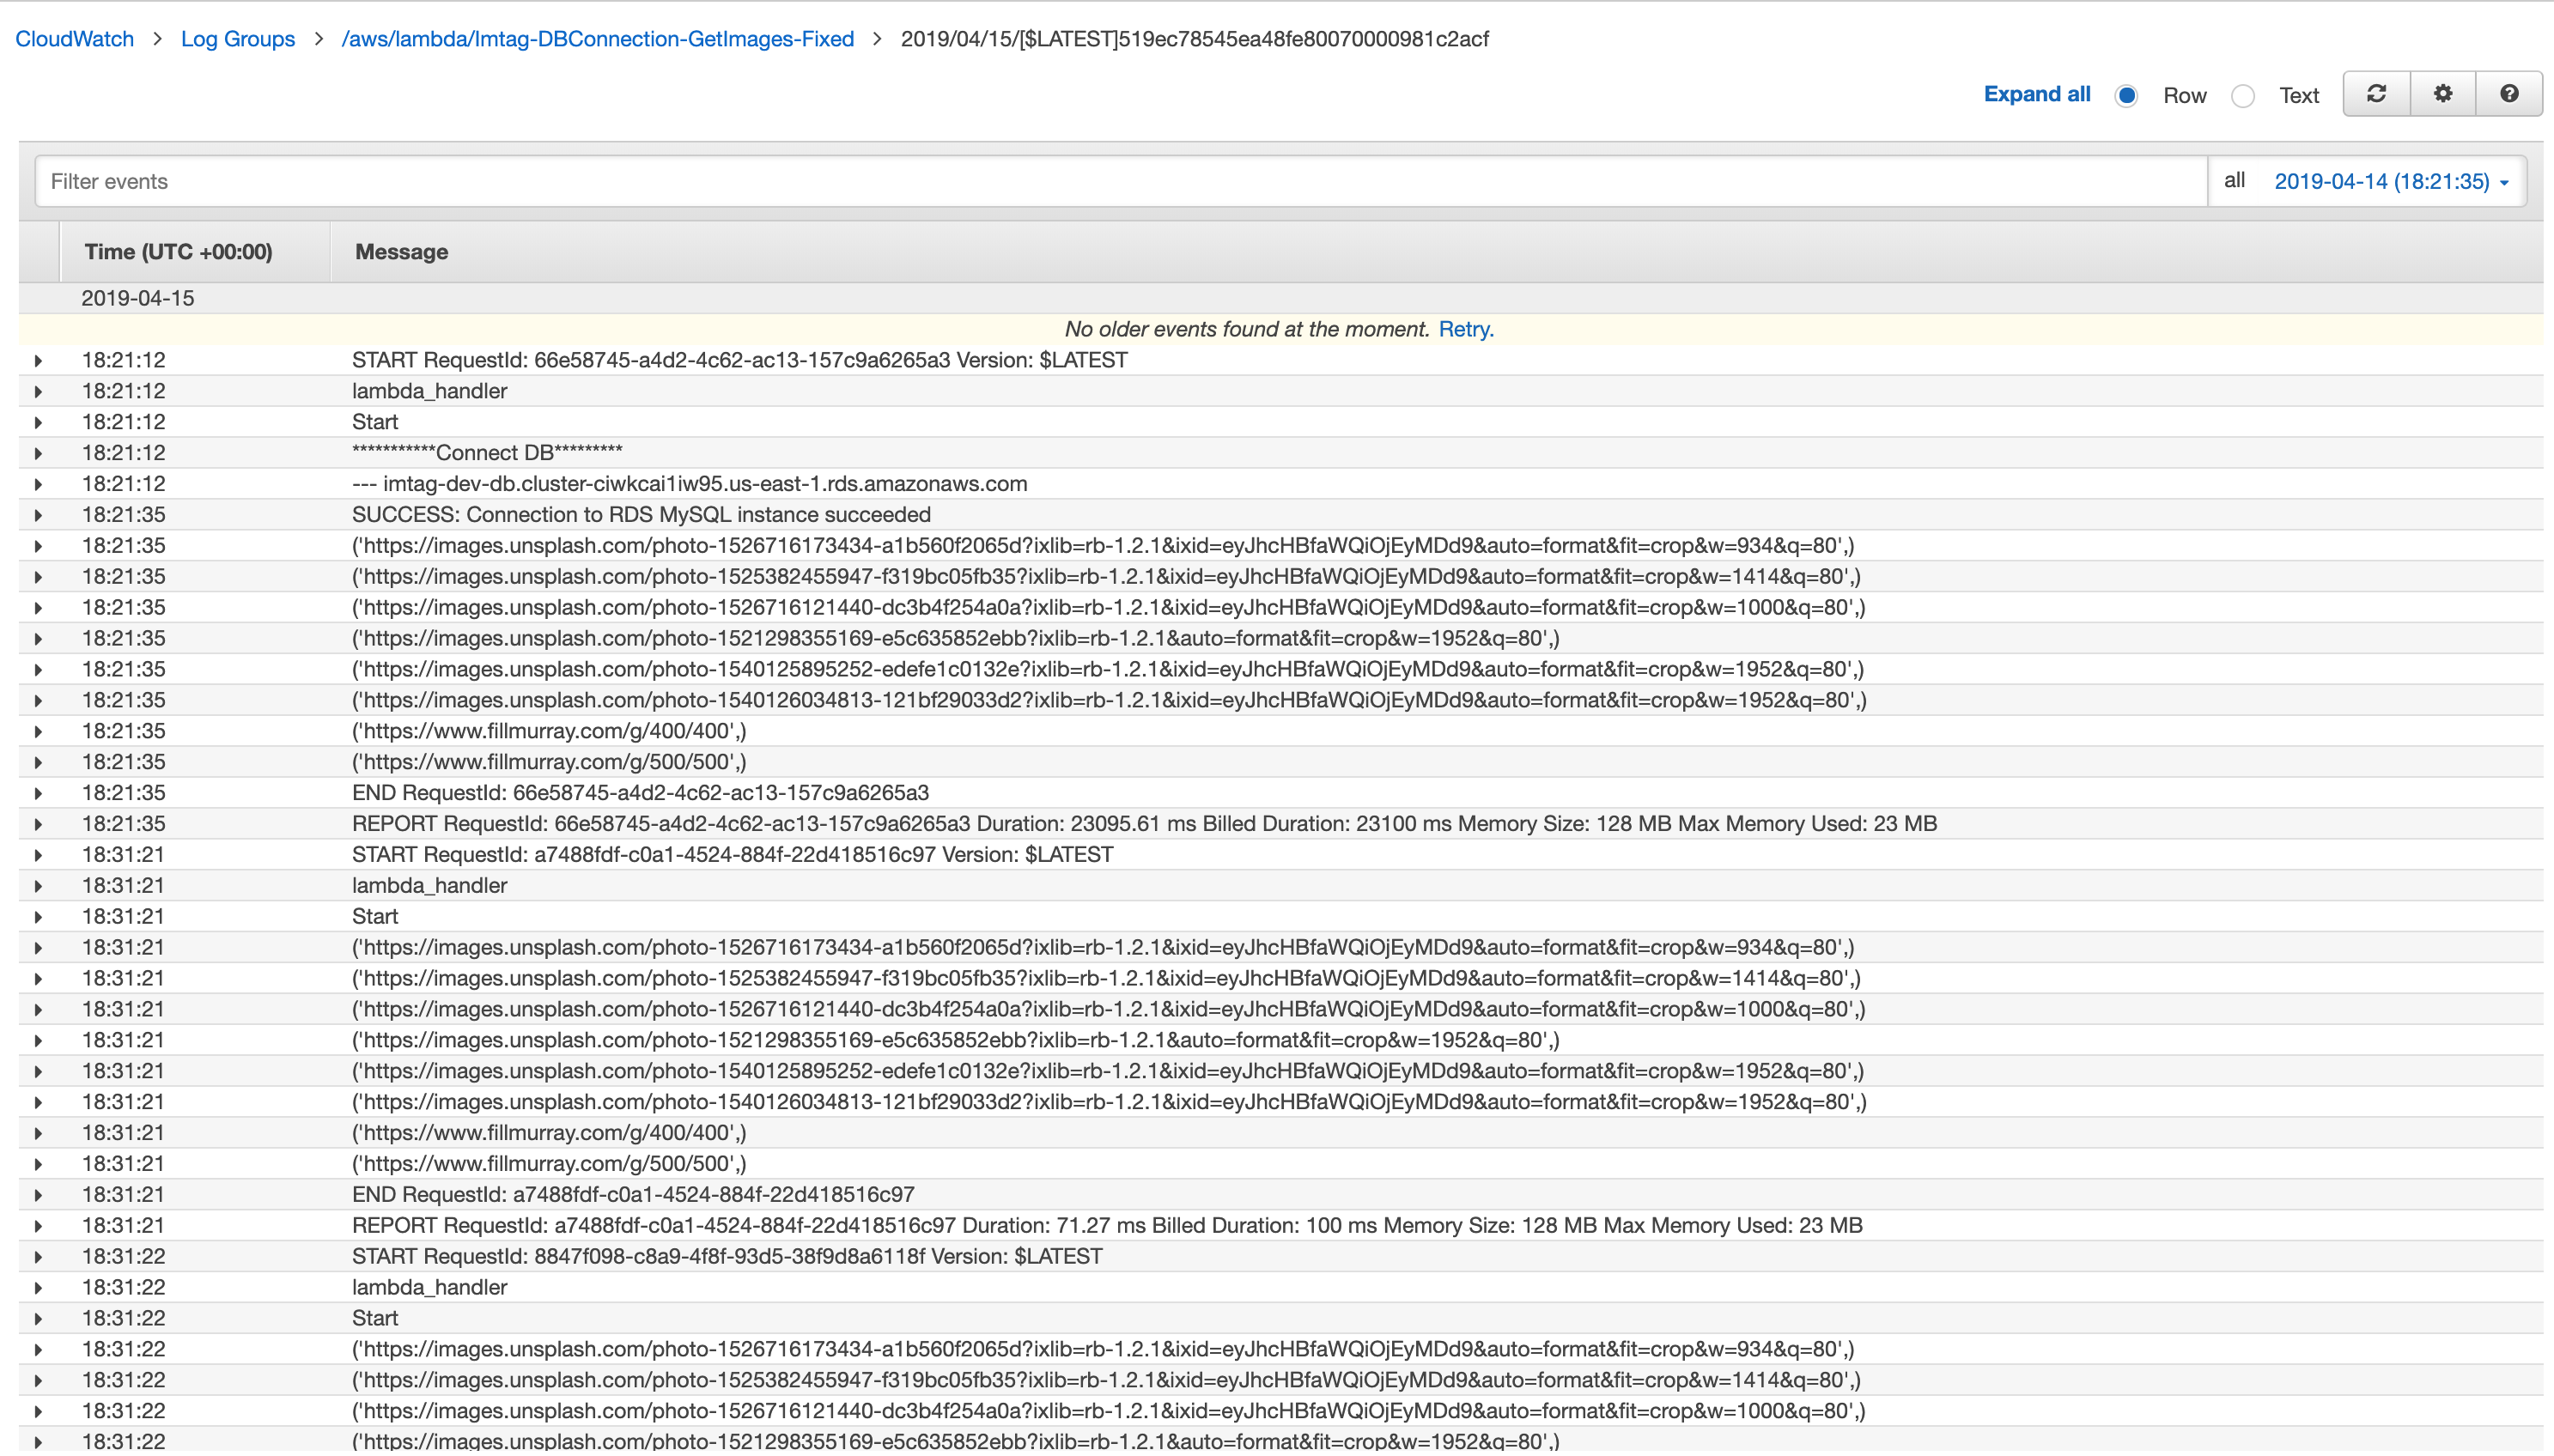 CloudWatch > Log Groups > /aws/lambda/Imtag-DBConnection-GetImages-Fixed > 2019/04/15/[$LATEST]519ec78545ea48fe80070000981c2acf
Expand all Row Text
Filter events all 2019-04-14 (18:21:35)
Time (UTC +00:00) Message
2019-04-15
No older events found at the moment. Retry.
18:21:12 START RequestId: 66e58745-a4d2-4c62-ac13-157c9a6265a3 Version: $LATEST
18:21:12 lambda_handler
18:21:12 Start
18:21:12 ***********Connect DB*********
18:21:12 --- imtag-dev-db.cluster-ciwkcai1iw95.us-east-1.rds.amazonaws.com
18:21:35 SUCCESS: Connection to RDS MySQL instance succeeded
18:21:35 ('https://images.unsplash.com/photo-1526716173434-a1b560f2065d?ixlib=rb-1.2.1&ixid=eyJhcHBfaWQiOjEyMDd9&auto=format&fit=crop&w=934&q=80',)
18:21:35 ('https://images.unsplash.com/photo-1525382455947-f319bc05fb35?ixlib=rb-1.2.1&ixid=eyJhcHBfaWQiOjEyMDd9&auto=format&fit=crop&w=1414&q=80',)
18:21:35 ('https://images.unsplash.com/photo-1526716121440-dc3b4f254a0a?ixlib=rb-1.2.1&ixid=eyJhcHBfaWQiOjEyMDd9&auto=format&fit=crop&w=1000&q=80',)
18:21:35 ('https://images.unsplash.com/photo-1521298355169-e5c635852ebb?ixlib=rb-1.2.1&auto=format&fit=crop&w=1952&q=80',)
18:21:35 ('https://images.unsplash.com/photo-1540125895252-edefe1c0132e?ixlib=rb-1.2.1&ixid=eyJhcHBfaWQiOjEyMDd9&auto=format&fit=crop&w=1952&q=80',)
18:21:35 ('https://images.unsplash.com/photo-1540126034813-121bf29033d2?ixlib=rb-1.2.1&ixid=eyJhcHBfaWQiOjEyMDd9&auto=format&fit=crop&w=1952&q=80',)
18:21:35 ('https://www.fillmurray.com/g/400/400',)
18:21:35 ('https://www.fillmurray.com/g/500/500',)
18:21:35 END RequestId: 66e58745-a4d2-4c62-ac13-157c9a6265a3
18:21:35 REPORT RequestId: 66e58745-a4d2-4c62-ac13-157c9a6265a3 Duration: 23095.61 ms Billed Duration: 23100 ms Memory Size: 128 MB Max Memory Used: 23 MB
18:31:21 START RequestId: a7488fdf-c0a1-4524-884f-22d418516c97 Version: $LATEST
18:31:21 lambda_handler
18:31:21 Start
18:31:21 ('https://images.unsplash.com/photo-1526716173434-a1b560f2065d?ixlib=rb-1.2.1&ixid=eyJhcHBfaWQiOjEyMDd9&auto=format&fit=crop&w=934&q=80',)
18:31:21 ('https://images.unsplash.com/photo-1525382455947-f319bc05fb35?ixlib=rb-1.2.1&ixid=eyJhcHBfaWQiOjEyMDd9&auto=format&fit=crop&w=1414&q=80',)
18:31:21 ('https://images.unsplash.com/photo-1526716121440-dc3b4f254a0a?ixlib=rb-1.2.1&ixid=eyJhcHBfaWQiOjEyMDd9&auto=format&fit=crop&w=1000&q=80',)
18:31:21 ('https://images.unsplash.com/photo-1521298355169-e5c635852ebb?ixlib=rb-1.2.1&auto=format&fit=crop&w=1952&q=80',)
18:31:21 ('https://images.unsplash.com/photo-1540125895252-edefe1c0132e?ixlib=rb-1.2.1&ixid=eyJhcHBfaWQiOjEyMDd9&auto=format&fit=crop&w=1952&q=80',)
18:31:21 ('https://images.unsplash.com/photo-1540126034813-121bf29033d2?ixlib=rb-1.2.1&ixid=eyJhcHBfaWQiOjEyMDd9&auto=format&fit=crop&w=1952&q=80',)
18:31:21 ('https://www.fillmurray.com/g/400/400',)
18:31:21 ('https://www.fillmurray.com/g/500/500',)
18:31:21 END RequestId: a7488fdf-c0a1-4524-884f-22d418516c97
18:31:21 REPORT RequestId: a7488fdf-c0a1-4524-884f-22d418516c97 Duration: 71.27 ms Billed Duration: 100 ms Memory Size: 128 MB Max Memory Used: 23 MB
18:31:22 START RequestId: 8847f098-c8a9-4f8f-93d5-38f9d8a6118f Version: $LATEST
18:31:22 lambda_handler
18:31:22 Start
18:31:22 ('https://images.unsplash.com/photo-1526716173434-a1b560f2065d?ixlib=rb-1.2.1&ixid=eyJhcHBfaWQiOjEyMDd9&auto=format&fit=crop&w=934&q=80',)
18:31:22 ('https://images.unsplash.com/photo-1525382455947-f319bc05fb35?ixlib=rb-1.2.1&ixid=eyJhcHBfaWQiOjEyMDd9&auto=format&fit=crop&w=1414&q=80',)
18:31:22 ('https://images.unsplash.com/photo-1526716121440-dc3b4f254a0a?ixlib=rb-1.2.1&ixid=eyJhcHBfaWQiOjEyMDd9&auto=format&fit=crop&w=1000&q=80',)
18:31:22 ('https://images.unsplash.com/photo-1521298355169-e5c635852ebb?ixlib=rb-1.2.1&auto=format&fit=crop&w=1952&q=80',)